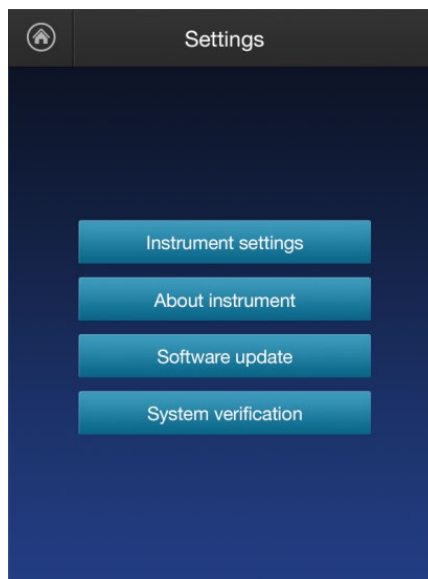 Settings
Instrument settings
About instrument
Software update
System verification